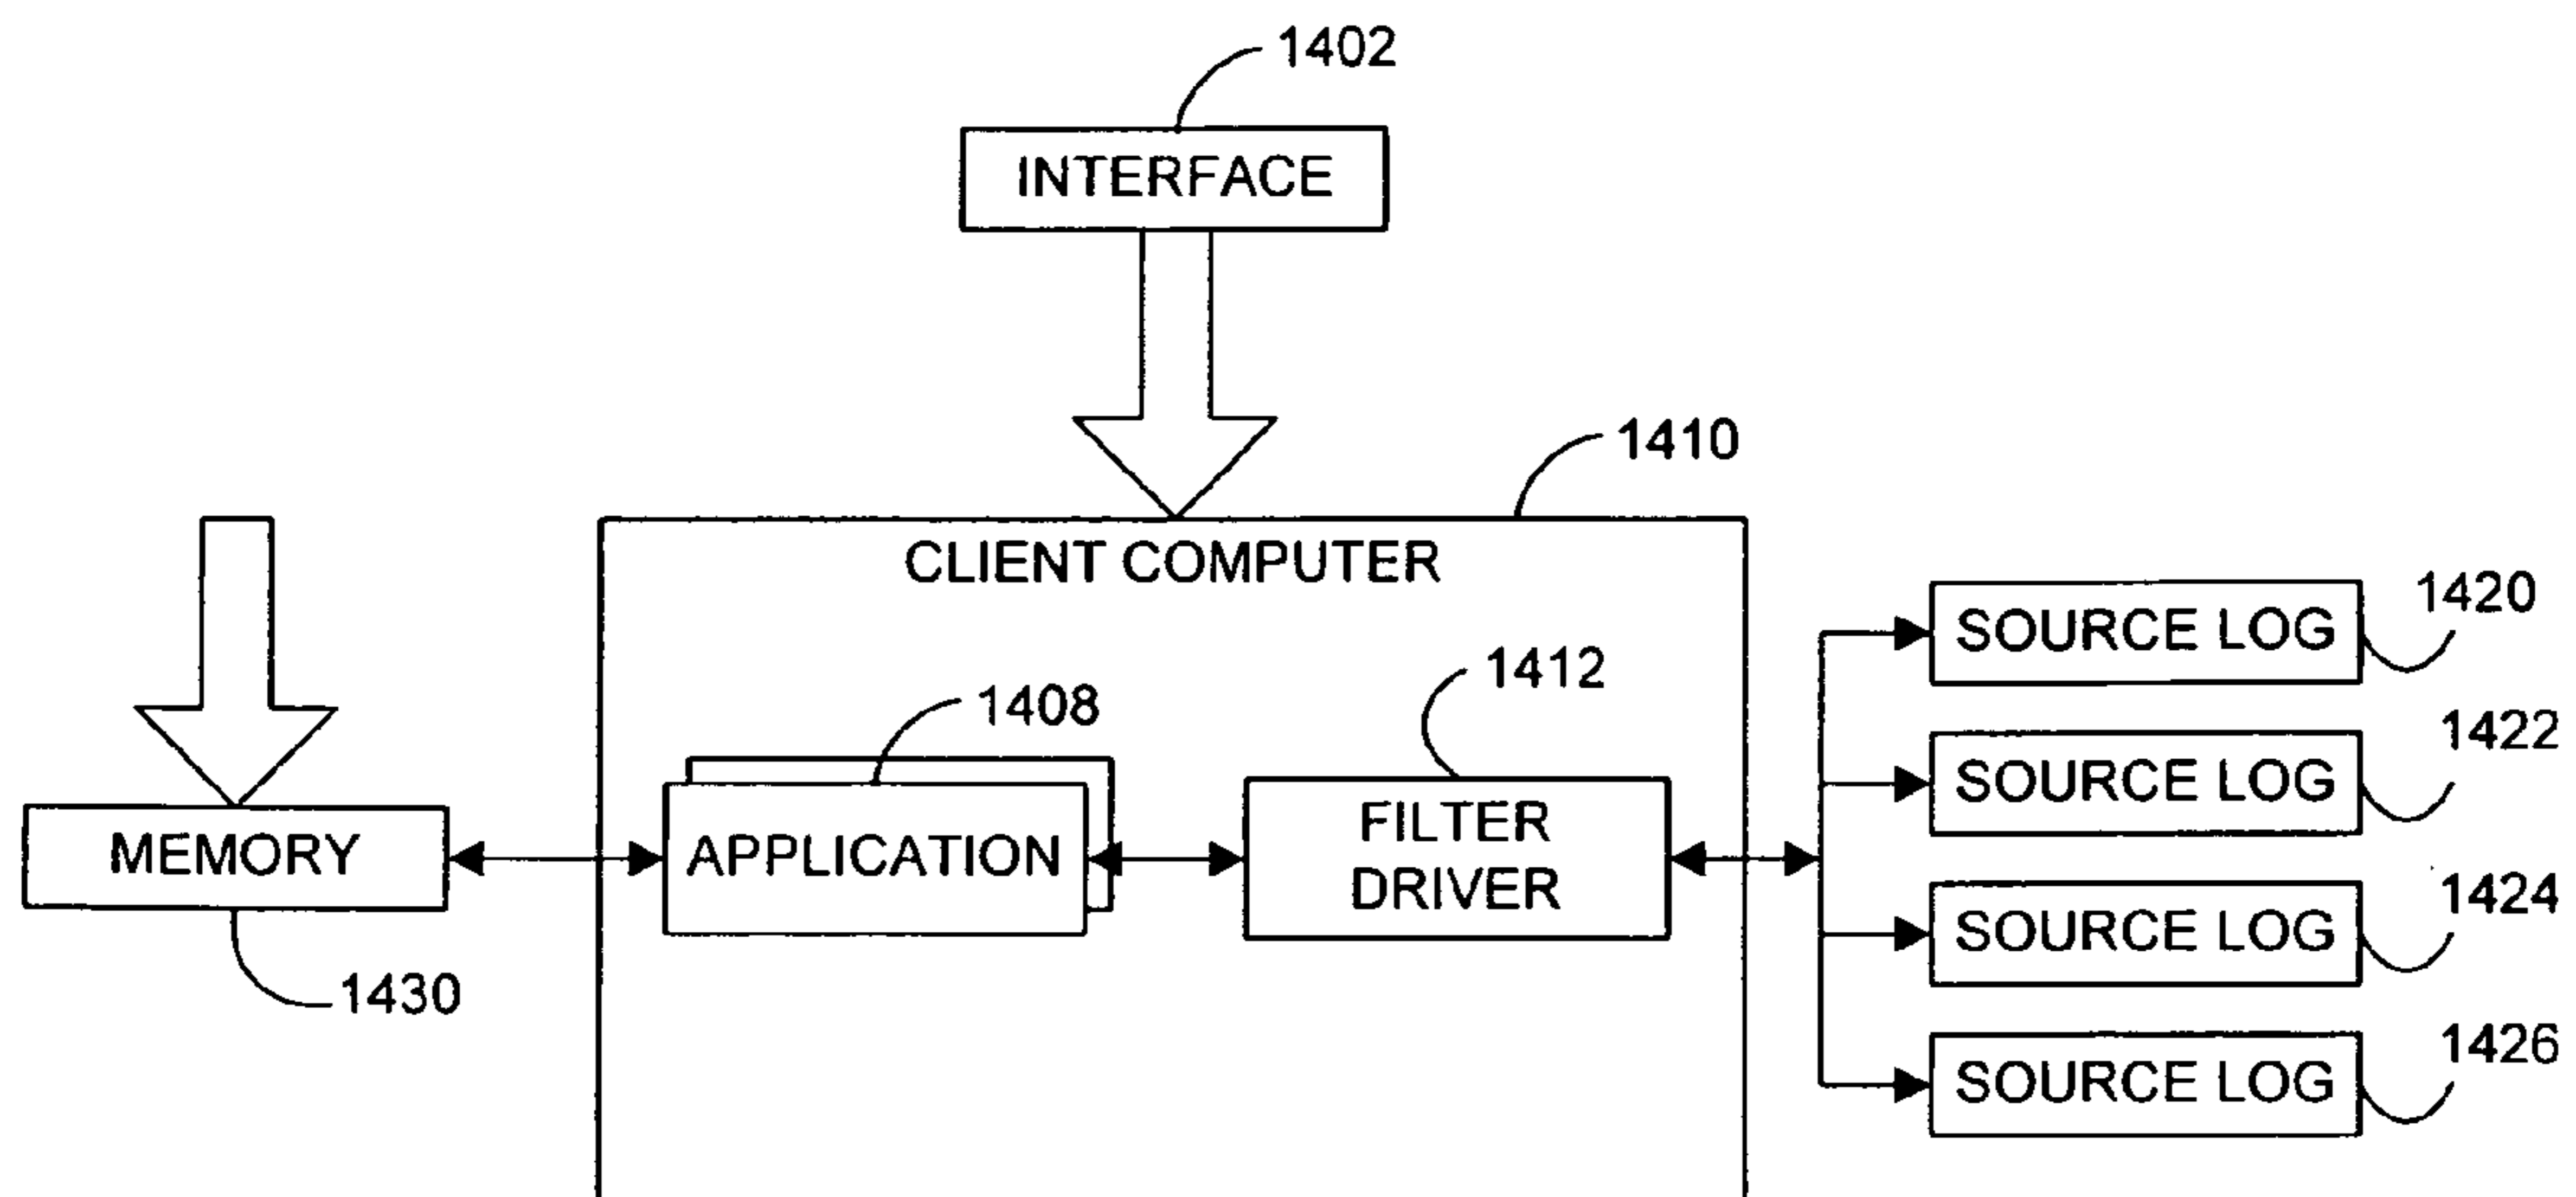 1402
INTERFACE
1410
CLIENT COMPUTER
1420
SOURCE LOG
1412
1408
1422
SOURCE LOG
MEMORY
APPLICATION
FILTER
DRIVER
1424
SOURCE LOG
1430
1426
SOURCE LOG